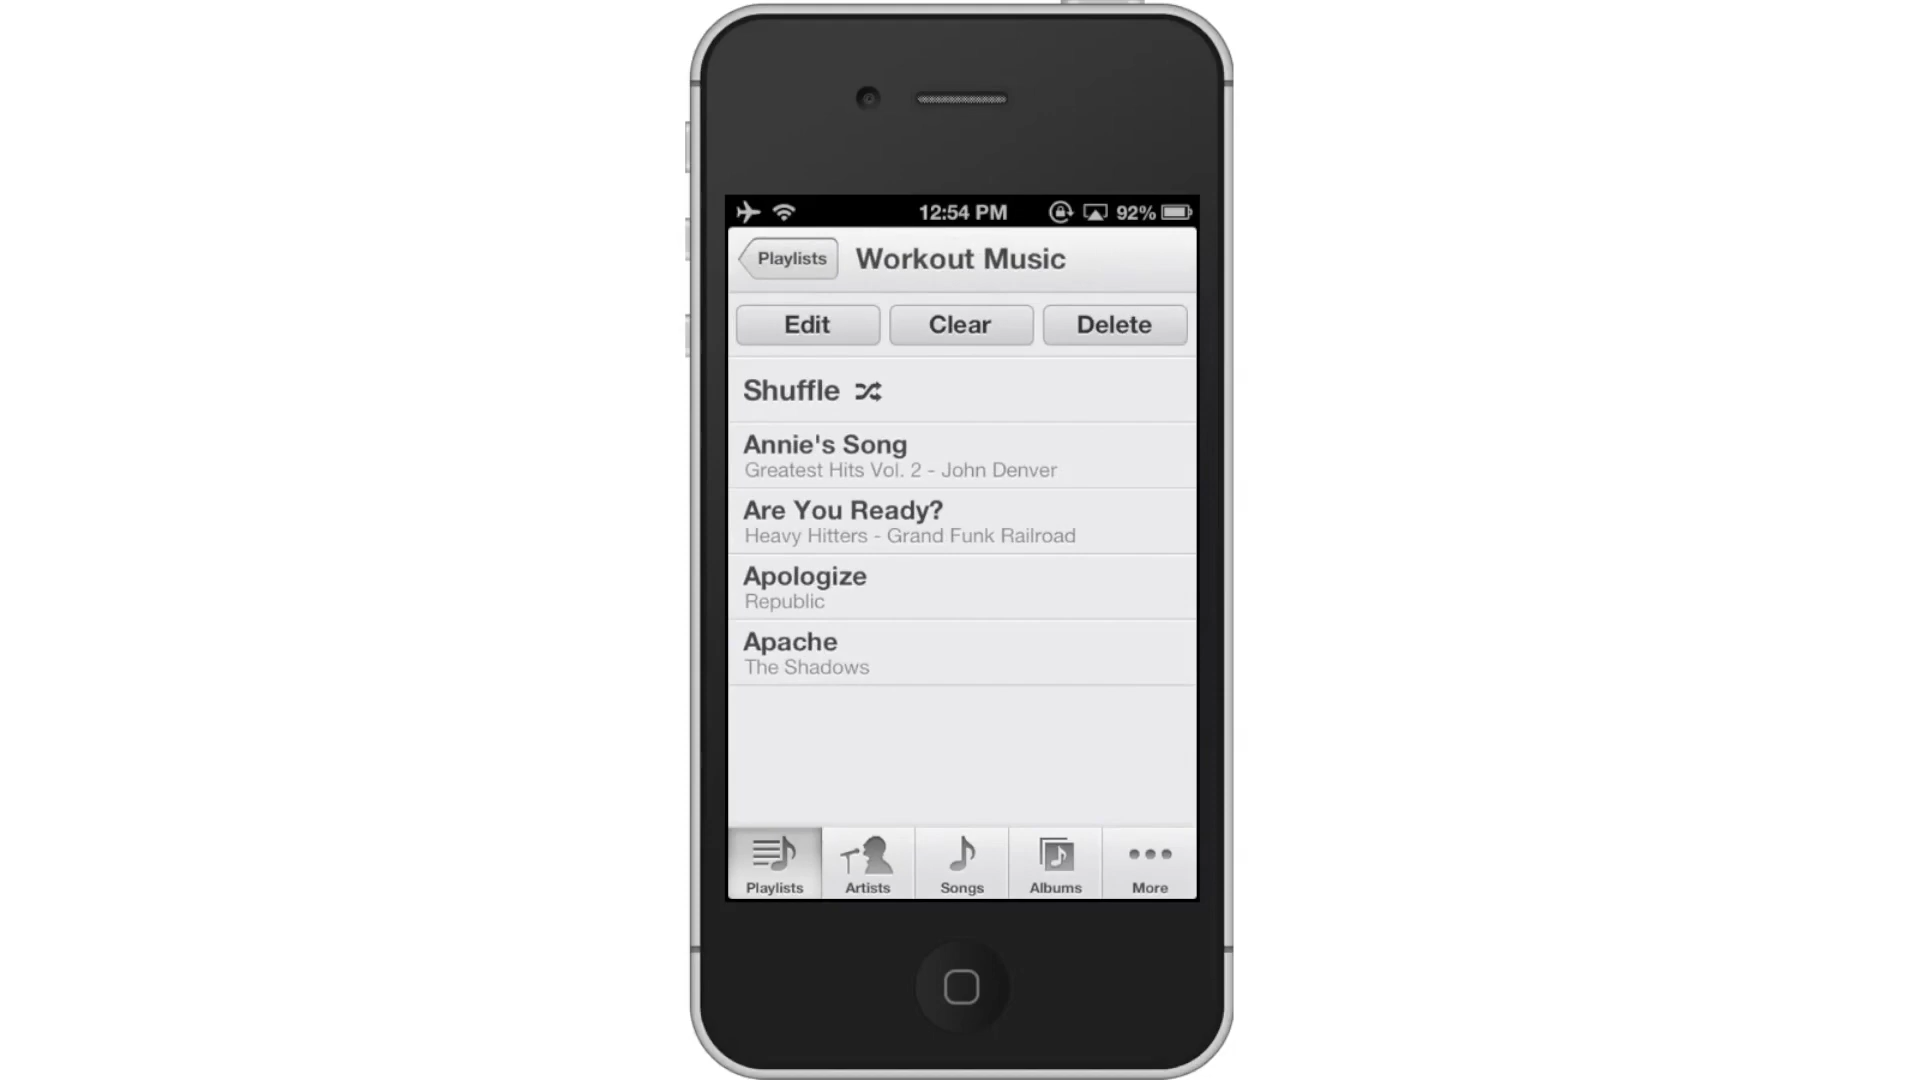 12:54 PM 92%
Playlists Workout Music
Edit Clear Delete
Shuffle
Annie's Song
Greatest Hits Vol. 2 - John Denver
Are You Ready?
Heavy Hitters - Grand Funk Railroad
Apologize
Republic
Apache
The Shadows
Playlists Artists Songs Albums More